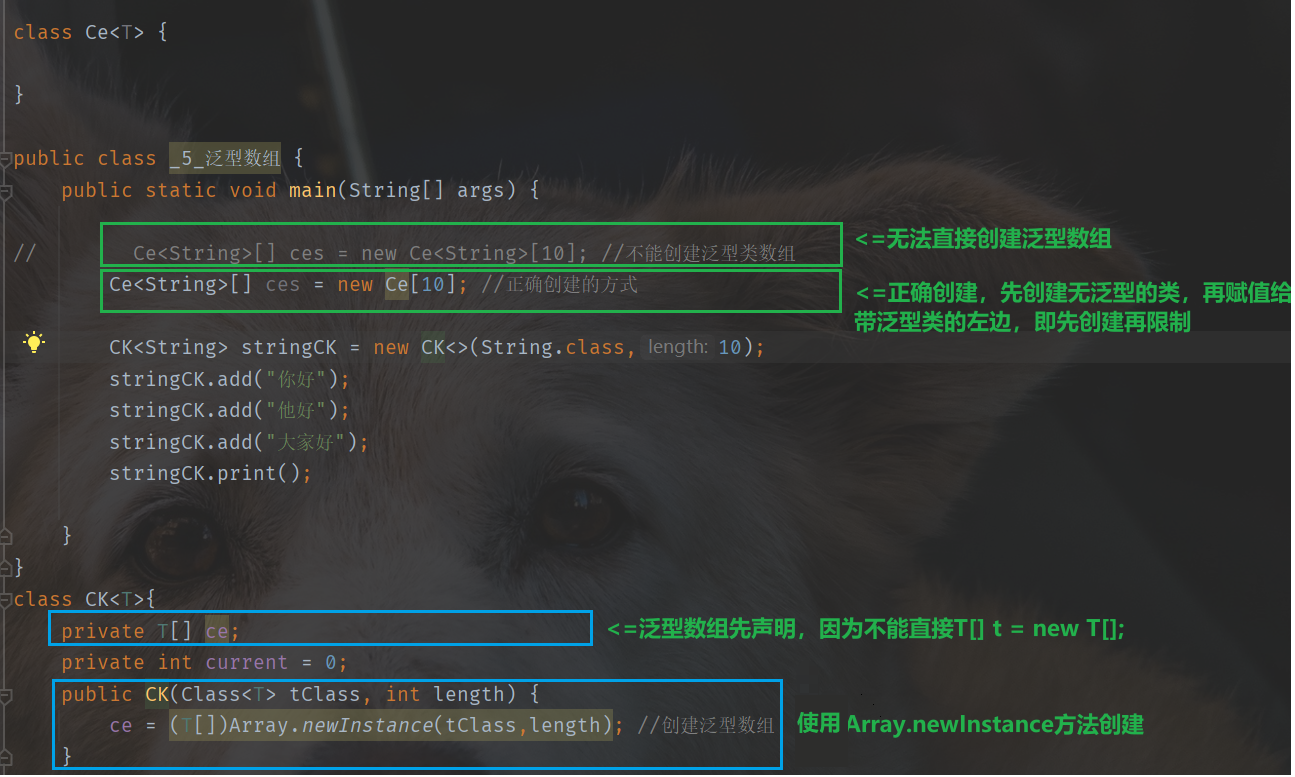 class Ce<T> {
}
public class _5_泛型数组 {
public static void main(String[] args) {
// Ce<String>[] ces = new Ce<String>[10]; //不能创建泛型类数组
<=无法直接创建泛型数组
Ce<String>[] ces = new Ce[10]; //正确创建的方式
<=正确创建，先创建无泛型的类，再赋值给
带泛型类的左边，即先创建再限制
CK<String> stringCK = new CK<>(String.class, length: 10);
stringCK.add("你好");
stringCK.add("他好");
stringCK.add("大家好");
stringCK.print();
}
}
class CK<T>{
private T[] ce;
<=泛型数组先声明，因为不能直接T[] t = new T[];
private int current = 0;
public CK(Class<T> tClass, int length) {
ce = (T[])Array.newInstance(tClass,length); //创建泛型数组
使用 Array.newInstance方法创建
}